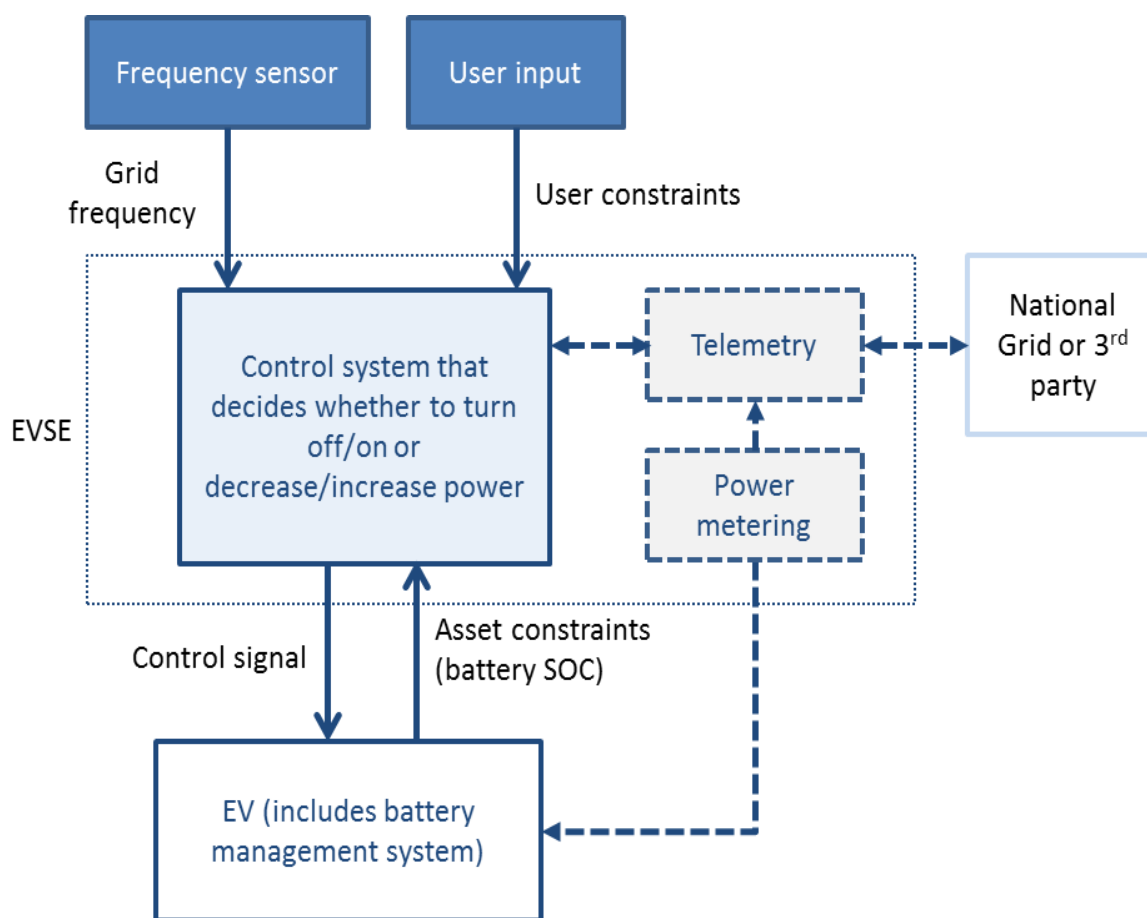 Frequency sensor
User input
Grid
frequency
User constraints
EVSE
Control system that
decides whether to turn
off/on or
decrease/increase power
Telemetry
National
Grid or 3rd
party
Power
metering
Control signal
Asset constraints
(battery SOC)
EV (includes battery
management system)